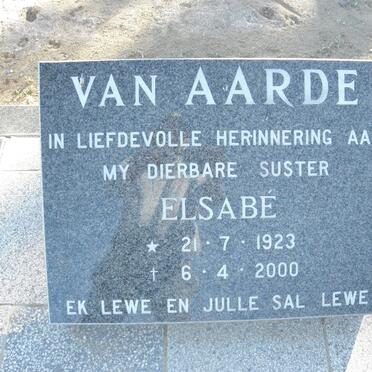 VAN AARDE
IN LIEFDEVOLLE HERINNERING AA
MY DIERBARE SUSTER
ELSABÉ
★ 21·7·1923
† 6·4·2000
EK LEWE EN JULLE SAL LEWE